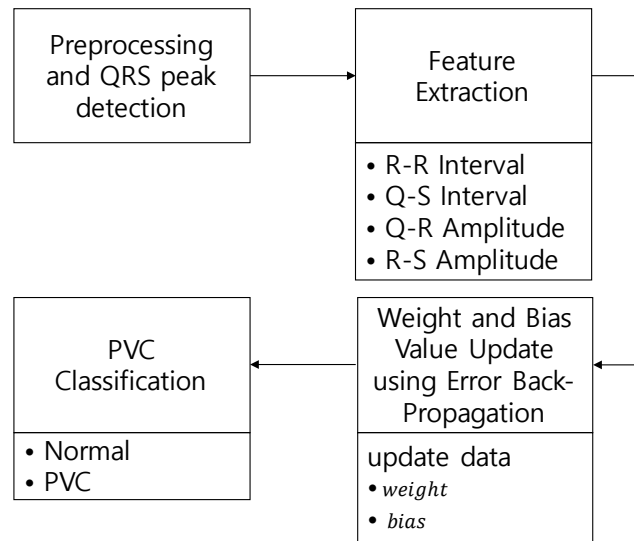 Preprocessing
and QRS peak
detection
Feature
Extraction
• R-R Interval
• Q-S Interval
• Q-R Amplitude
• R-S Amplitude
Weight and Bias
Value Update
using Error Back-
Propagation
update data
• weight
• bias
PVC
Classification
• Normal
• PVC